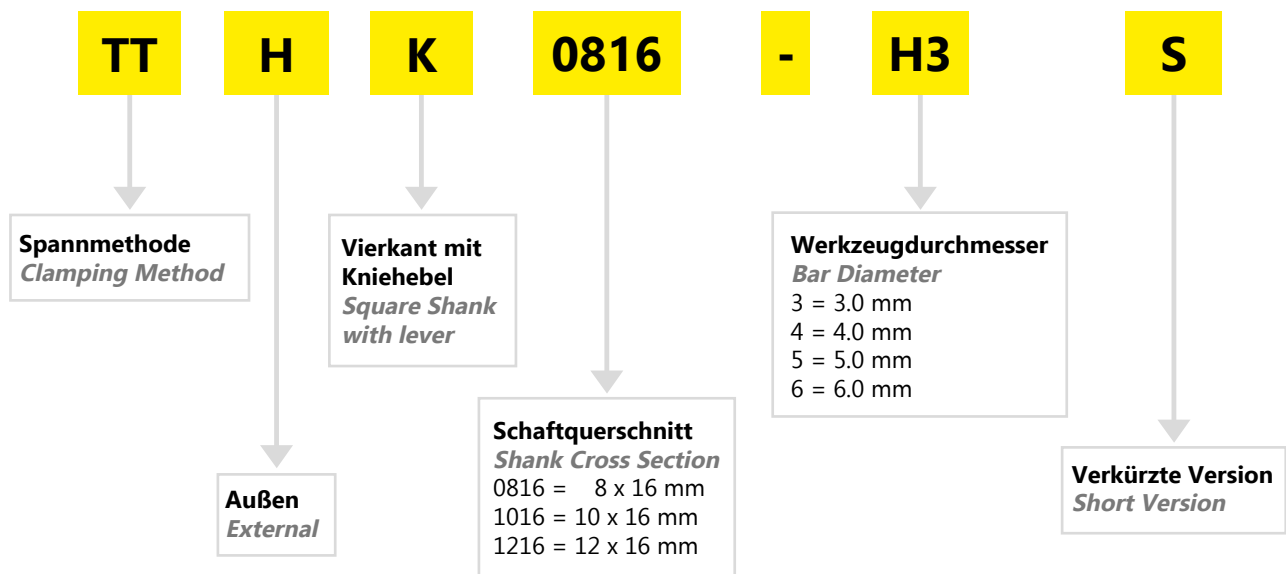 TT H K 0816 - H3 S
Spannmethode
Clamping Method
Außen
External
Vierkant mit
Kniehebel
Square Shank
with lever
Schaftquerschnitt
Shank Cross Section
0816 = 8 x 16 mm
1016 = 10 x 16 mm
1216 = 12 x 16 mm
Werkzeugdurchmesser
Bar Diameter
3 = 3.0 mm
4 = 4.0 mm
5 = 5.0 mm
6 = 6.0 mm
Verkürzte Version
Short Version